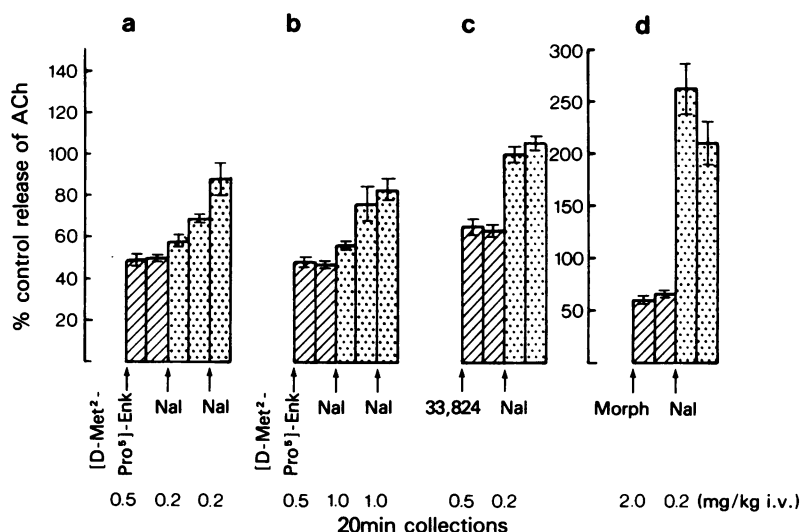 a b c d
% control release of ACh
140
120
100
80
60
40
20
300
250
200
150
100
50
[D-Met²-
Pro⁵]-Enk
Nal Nal
[D-Met²-
Pro⁵]-Enk
Nal Nal
33,824 Nal
Morph Nal
0.5 0.2 0.2 0.5 1.0 1.0 0.5 0.2 2.0 0.2 (mg/kg i.v.)
20min collections